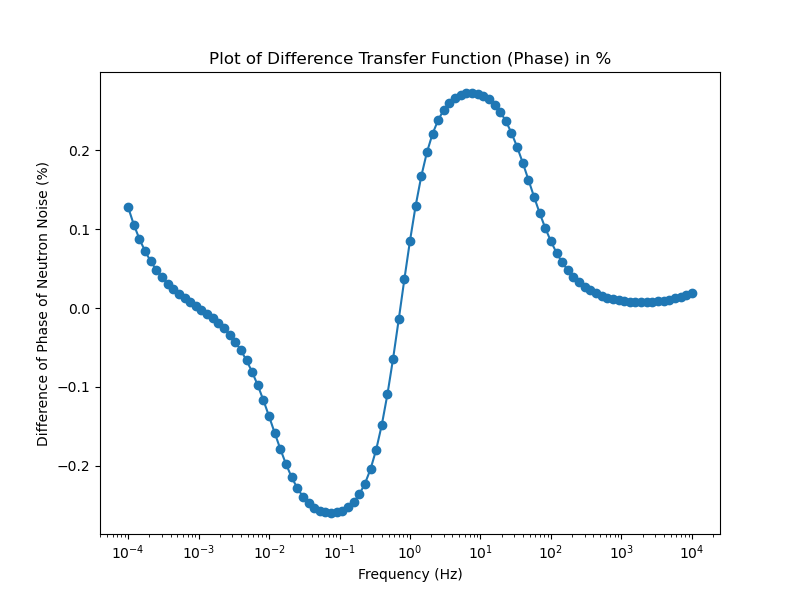 Plot of Difference Transfer Function (Phase) in %
Difference of Phase of Neutron Noise (%)
0.2
0.1
0.0
−0.1
−0.2
10⁻⁴ 10⁻³ 10⁻² 10⁻¹ 10⁰ 10¹ 10² 10³ 10⁴
Frequency (Hz)